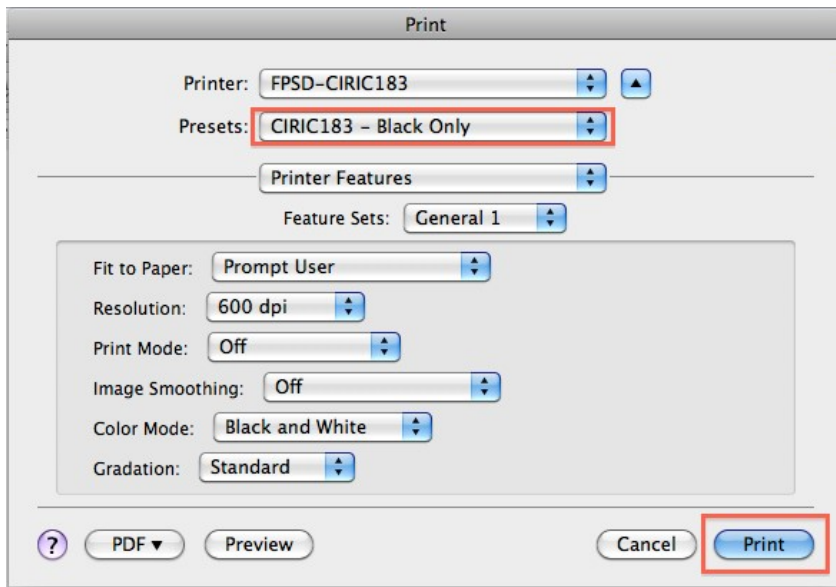 Print
Printer: FPSD-CIRIC183
Presets: CIRIC183 – Black Only
Printer Features
Feature Sets: General 1
Fit to Paper: Prompt User
Resolution: 600 dpi
Print Mode: Off
Image Smoothing: Off
Color Mode: Black and White
Gradation: Standard
? PDF▼ Preview Cancel Print